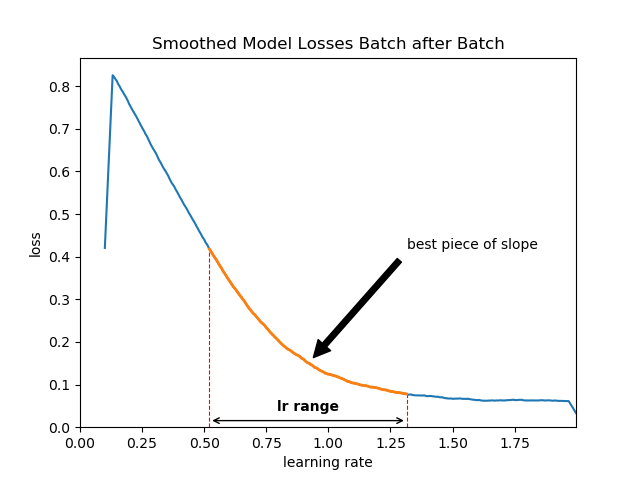 Smoothed Model Losses Batch after Batch
0.8
0.7
0.6
0.5
0.4
0.3
0.2
0.1
0.0
loss
best piece of slope
lr range
0.00 0.25 0.50 0.75 1.00 1.25 1.50 1.75
learning rate